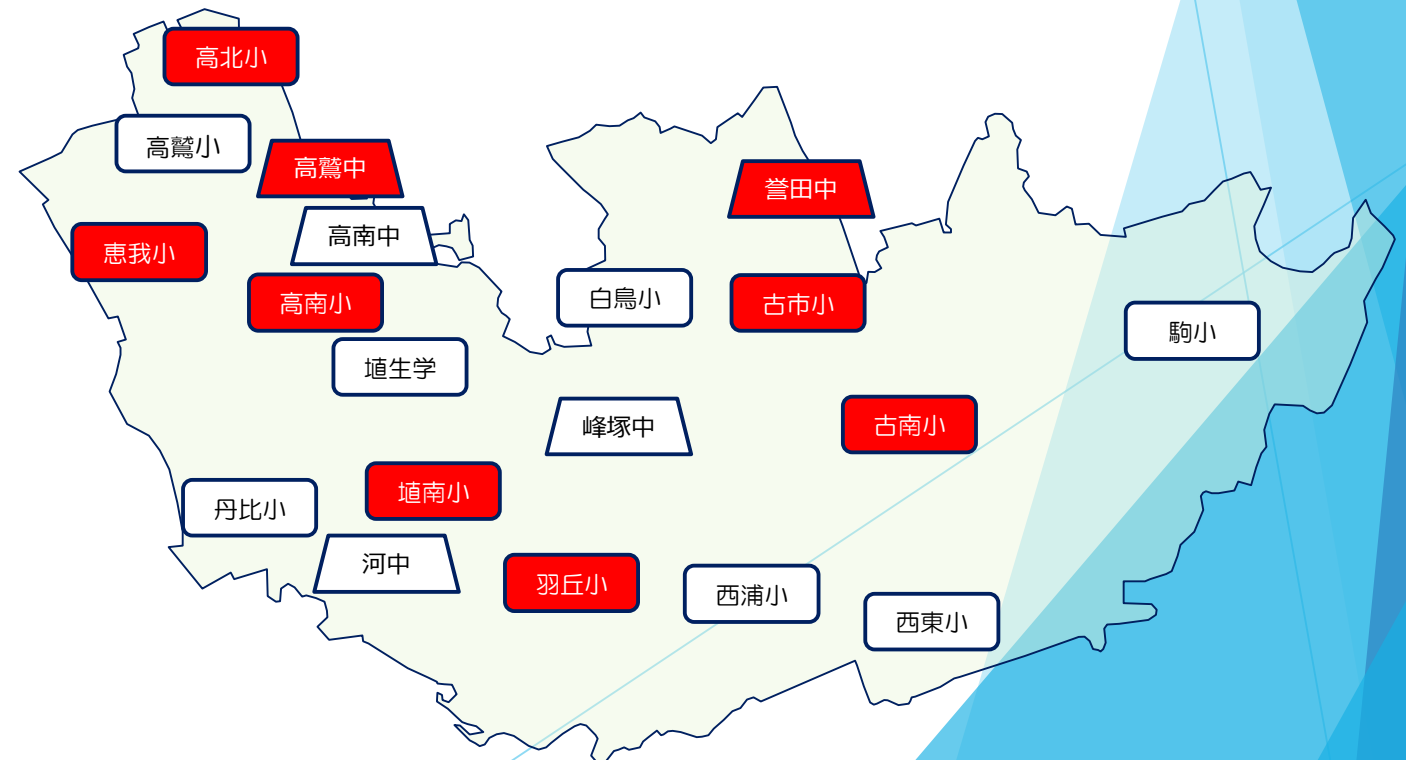 高北小
高鷲小
高鷲中
誉田中
高南中
恵我小
高南小
白鳥小
古市小
駒小
埴生学
峰塚中
古南小
埴南小
丹比小
河中
羽丘小
西浦小
西東小